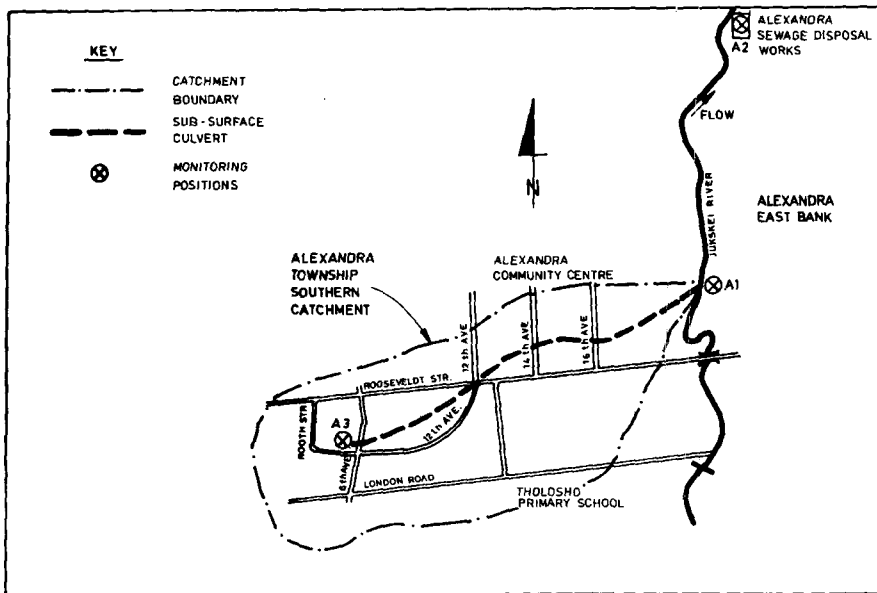 KEY
CATCHMENT
BOUNDARY
SUB-SURFACE
CULVERT
MONITORING
POSITIONS
ALEXANDRA
SEWAGE DISPOSAL
WORKS
A2
FLOW
N
JUKSKEI RIVER
ALEXANDRA
EAST BANK
ALEXANDRA
TOWNSHIP
SOUTHERN
CATCHMENT
ALEXANDRA
COMMUNITY CENTRE
A1
12th AVE
14th AVE
16th AVE
ROOSEVELDT STR.
ROOTH STR
A3
12th AVE.
6th AVE
LONDON ROAD
THOLOSHO
PRIMARY SCHOOL